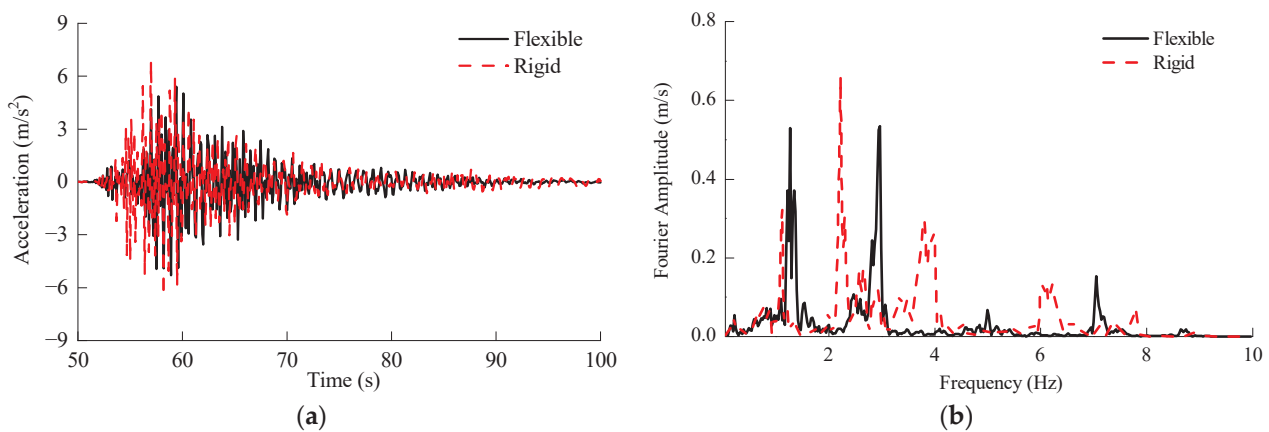 9
6
3
0
−3
−6
−9
Acceleration (m/s²)
Flexible
Rigid
50 60 70 80 90 100
Time (s)
(a)
0.8
0.6
0.4
0.2
0.0
Fourier Amplitude (m/s)
Flexible
Rigid
2 4 6 8 10
Frequency (Hz)
(b)